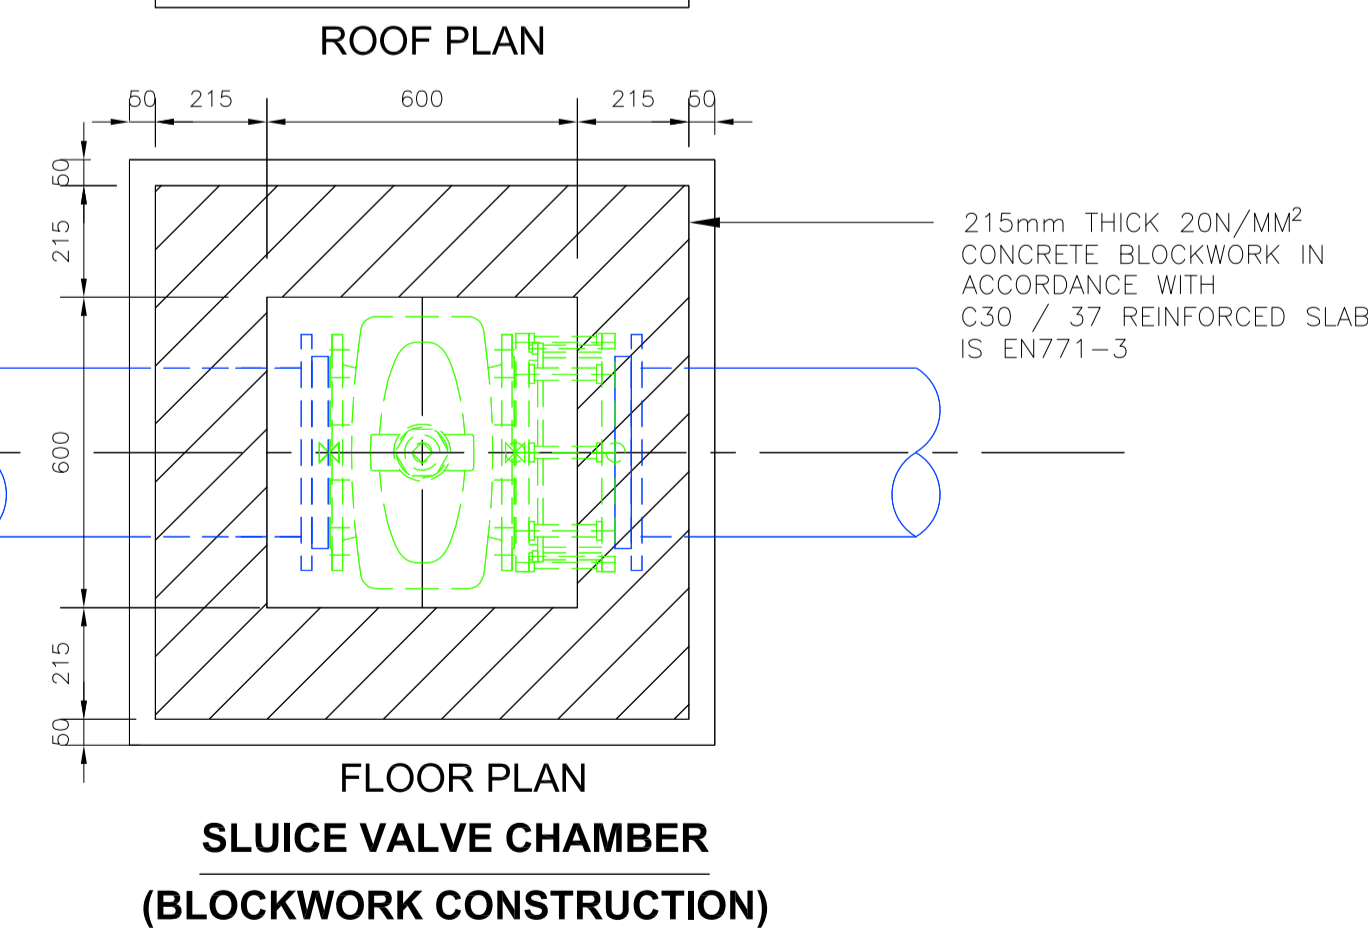 ROOF PLAN
50 215 600 215 50
50
215
600
215
50
215mm THICK 20N/MM²
CONCRETE BLOCKWORK IN
ACCORDANCE WITH
C30 / 37 REINFORCED SLAB
IS EN771-3
FLOOR PLAN
SLUICE VALVE CHAMBER
(BLOCKWORK CONSTRUCTION)